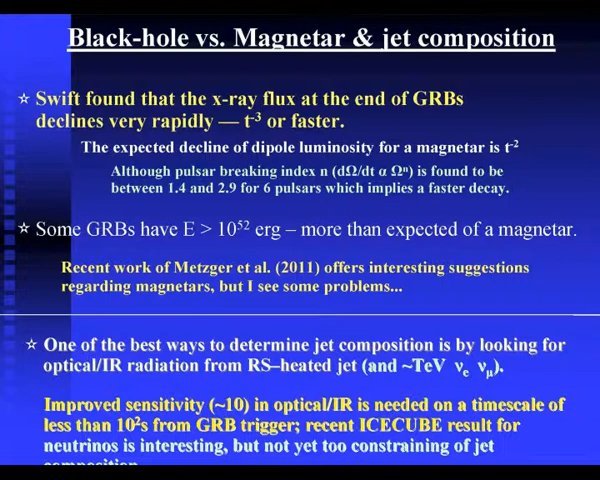 Black-hole vs. Magnetar & jet composition
☆ Swift found that the x-ray flux at the end of GRBs
declines very rapidly — t⁻³ or faster.
The expected decline of dipole luminosity for a magnetar is t⁻²
Although pulsar breaking index n (dΩ/dt α Ωⁿ) is found to be
between 1.4 and 2.9 for 6 pulsars which implies a faster decay.
☆ Some GRBs have E > 10⁵² erg – more than expected of a magnetar.
Recent work of Metzger et al. (2011) offers interesting suggestions
regarding magnetars, but I see some problems...
☆ One of the best ways to determine jet composition is by looking for
optical/IR radiation from RS–heated jet (and ~TeV νₑ ν_μ).
Improved sensitivity (~10) in optical/IR is needed on a timescale of
less than 10²s from GRB trigger; recent ICECUBE result for
neutrinos is interesting, but not yet too constraining of jet
composition.